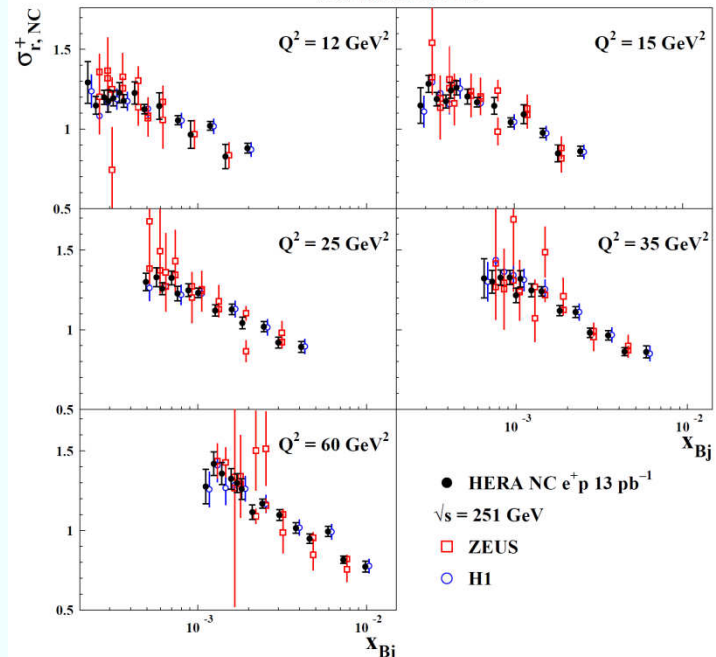 σ⁺r, NC
Q² = 12 GeV²
Q² = 15 GeV²
1.5
1
0.5
Q² = 25 GeV²
Q² = 35 GeV²
1.5
1
0.5
10⁻³
10⁻²
xBj
Q² = 60 GeV²
1.5
1
0.5
10⁻³
10⁻²
xBj
HERA NC e⁺p 13 pb⁻¹
√s = 251 GeV
ZEUS
H1